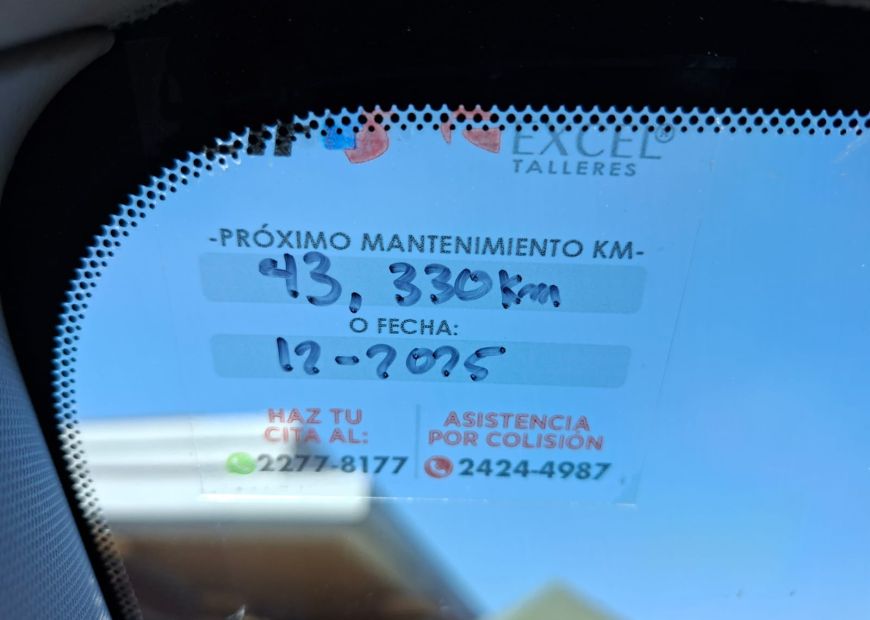 EXCEL®
TALLERES
-PRÓXIMO MANTENIMIENTO KM-
43,330km
O FECHA:
12-2025
HAZ TU
CITA AL:
2277-8177
ASISTENCIA
POR COLISIÓN
2424-4987